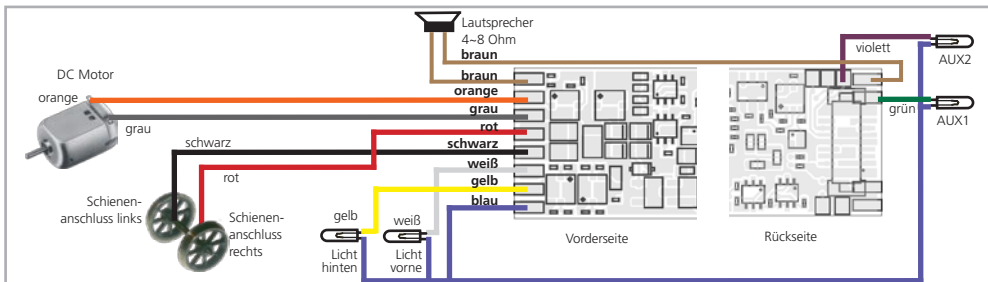 Lautsprecher
4~8 Ohm
braun
braun
DC Motor
orange
orange
grau
grau
rot
schwarz
schwarz
rot
weiß
gelb
blau
Schienen-
anschluss links
Schienen-
anschluss
rechts
gelb
Licht
hinten
weiß
Licht
vorne
Vorderseite
Rückseite
violett
AUX2
grün
AUX1